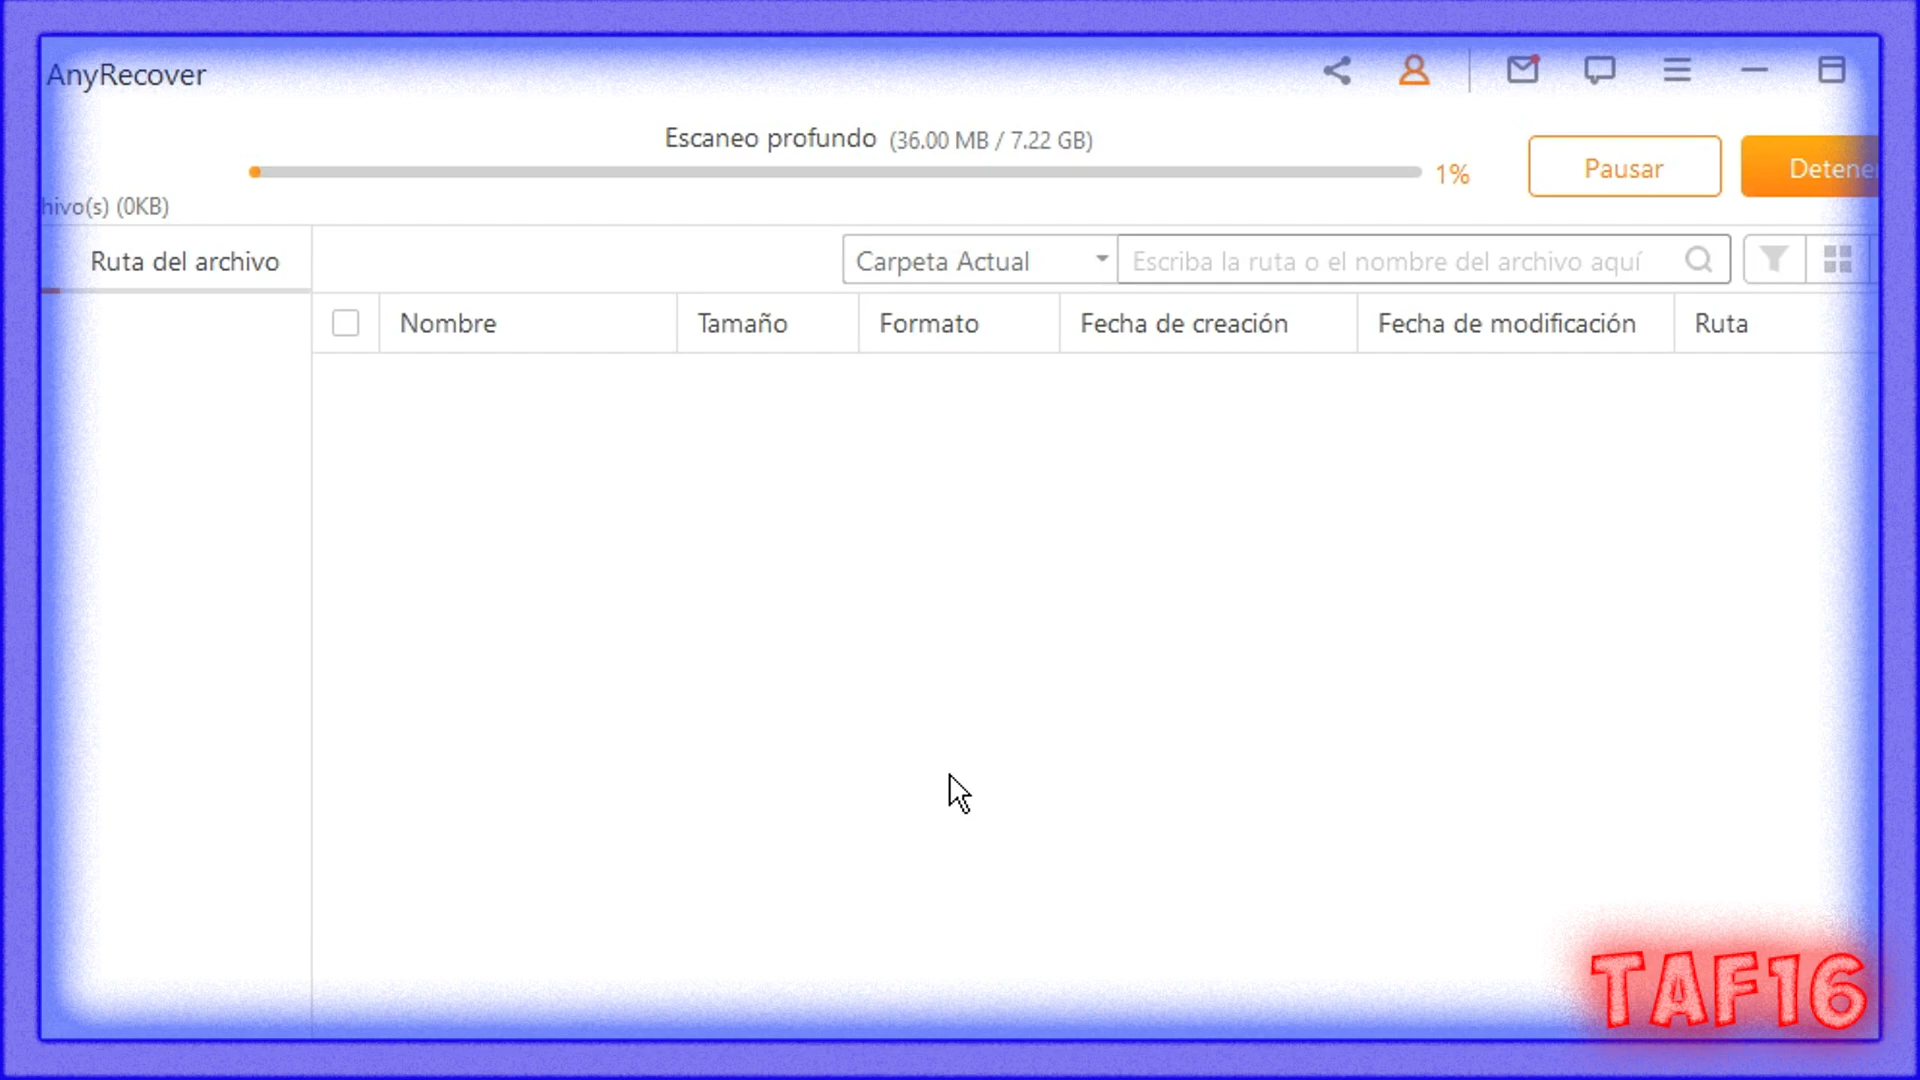 AnyRecover
Escaneo profundo (36.00 MB / 7.22 GB)
1%
Pausar
Detene
hivo(s) (0KB)
Ruta del archivo
Carpeta Actual
Escriba la ruta o el nombre del archivo aquí
Nombre
Tamaño
Formato
Fecha de creación
Fecha de modificación
Ruta
TAF16